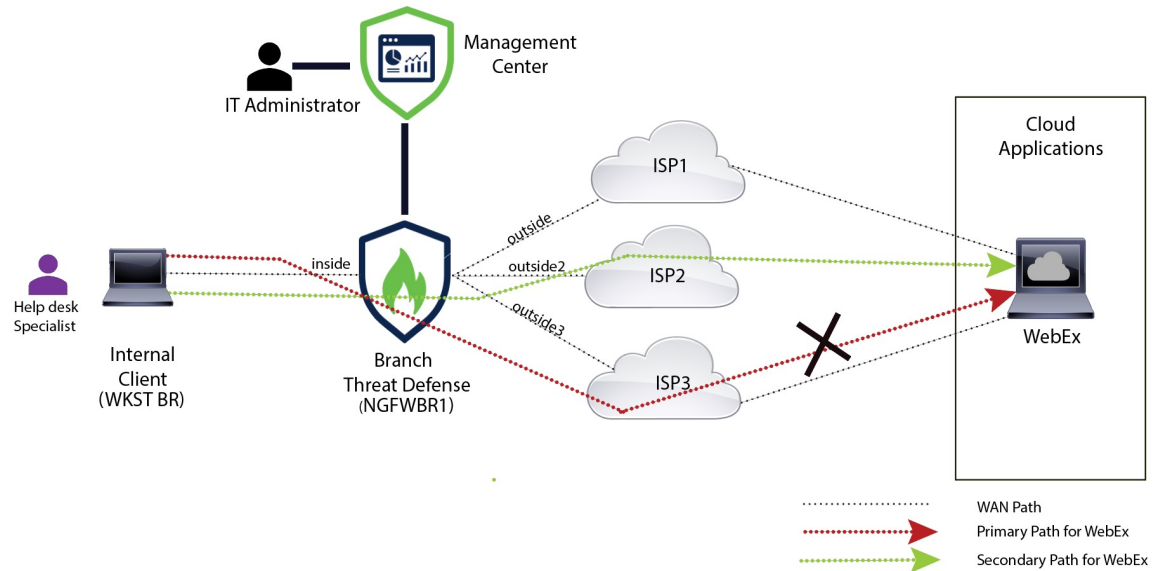 Management
Center
IT Administrator
Cloud
Applications
ISP1
outside
inside
outside2
ISP2
outside3
Help desk
Specialist
Internal
Client
(WKST BR)
Branch
Threat Defense
(NGFWBR1)
ISP3
WebEx
WAN Path
Primary Path for WebEx
Secondary Path for WebEx